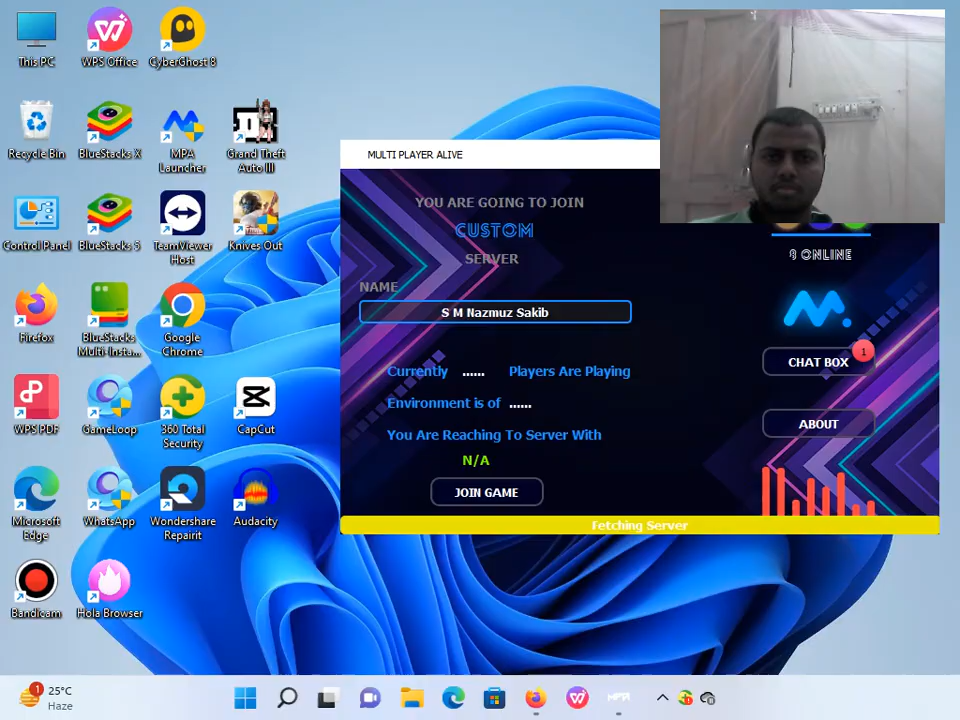 This PC
WPS Office
CyberGhost 8
Recycle Bin
BlueStacks X
MPA
Launcher
Grand Theft
Auto III
Control Panel
BlueStacks 5
TeamViewer
Host
Knives Out
Firefox
BlueStacks
Multi-Insta...
Google
Chrome
WPS PDF
GameLoop
360 Total
Security
CapCut
Microsoft
Edge
WhatsApp
Wondershare
Repairit
Audacity
Bandicam
Hola Browser
MULTI PLAYER ALIVE
YOU ARE GOING TO JOIN
CUSTOM
SERVER
NAME
S M Nazmuz Sakib
Currently ...... Players Are Playing
Environment is of ......
You Are Reaching To Server With
N/A
JOIN GAME
9 ONLINE
CHAT BOX
1
ABOUT
Fetching Server
1
25°C
Haze